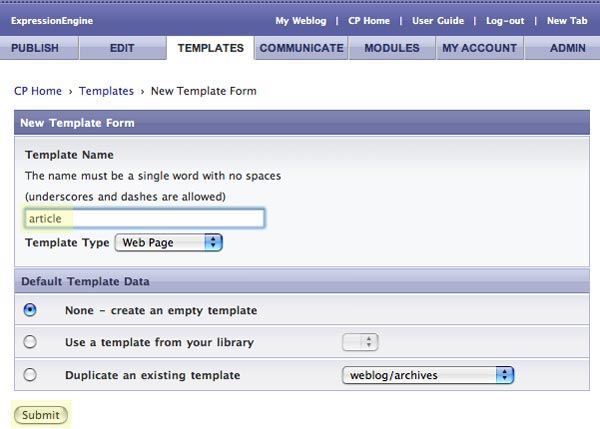 ExpressionEngine My Weblog | CP Home | User Guide | Log-out | New Tab
PUBLISH EDIT TEMPLATES COMMUNICATE MODULES MY ACCOUNT ADMIN
CP Home › Templates › New Template Form
New Template Form
Template Name
The name must be a single word with no spaces
(underscores and dashes are allowed)
article
Template Type Web Page
Default Template Data
None – create an empty template
Use a template from your library
Duplicate an existing template weblog/archives
Submit